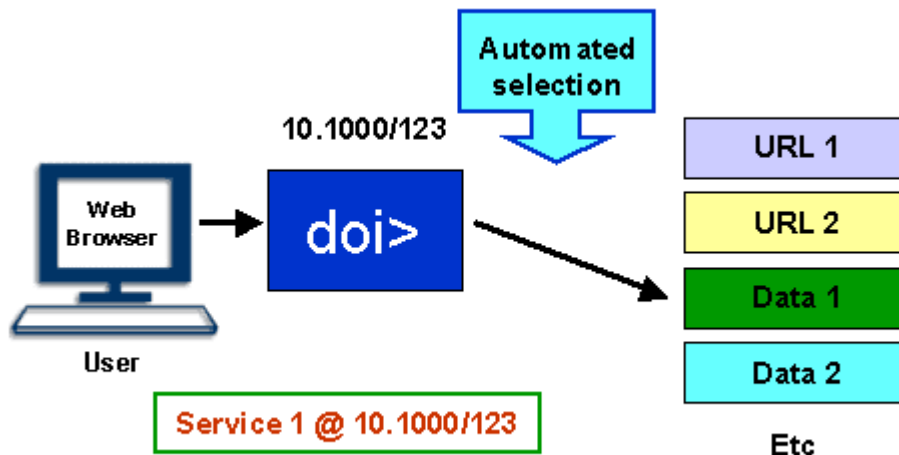 Automated
selection
10.1000/123
Web
Browser
doi>
URL 1
URL 2
Data 1
Data 2
Etc
User
Service 1 @ 10.1000/123